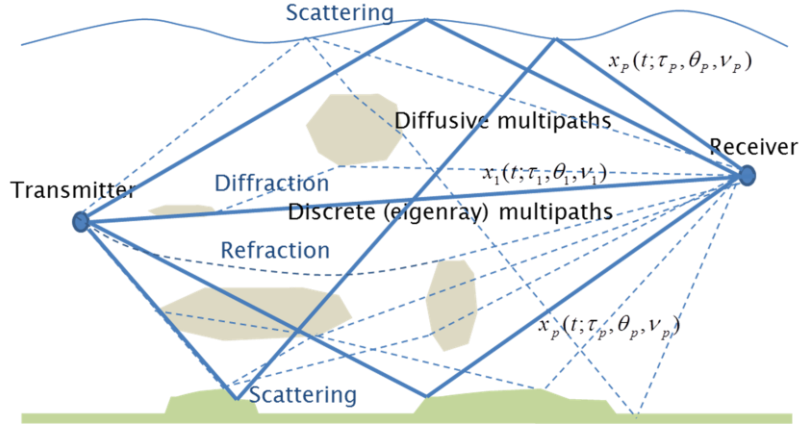 Scattering
x_P(t;τ_P,θ_P,ν_P)
Diffusive multipaths
Receiver
Transmitter
Diffraction
x_1(t;τ_1,θ_1,ν_1)
Discrete (eigenray) multipaths
Refraction
x_p(t;τ_p,θ_p,ν_p)
Scattering